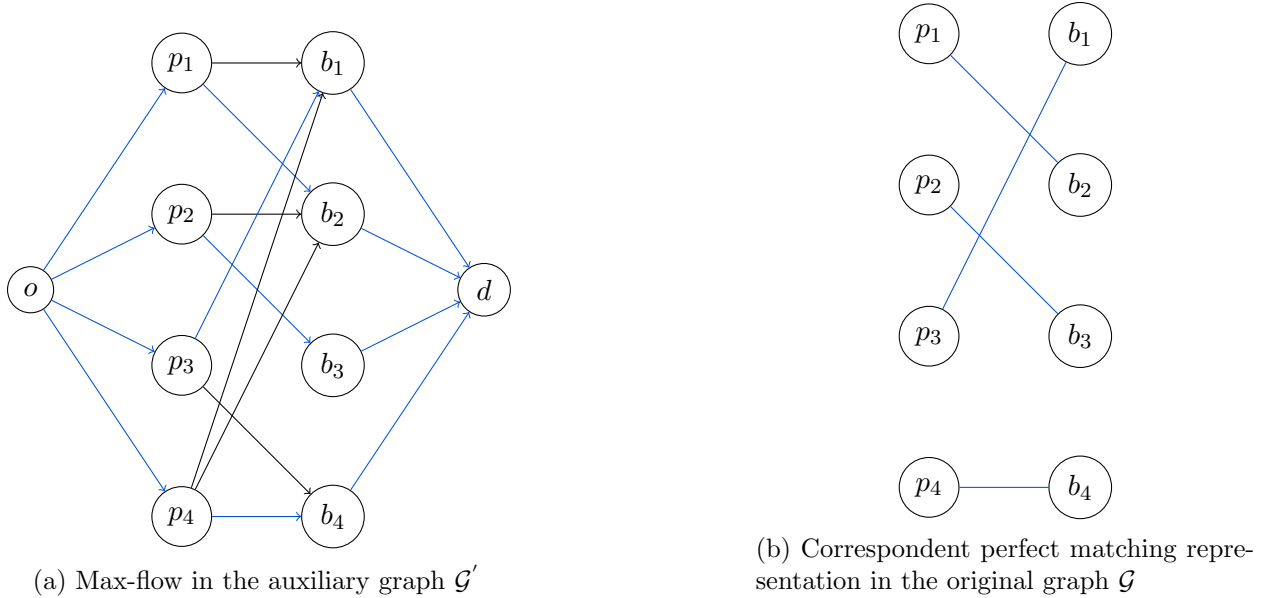 p₁ b₁
p₂ b₂
o d
p₃ b₃
p₄ b₄
(a) Max-flow in the auxiliary graph 𝒢′
p₁ b₁
p₂ b₂
p₃ b₃
p₄ b₄
(b) Correspondent perfect matching repre-
sentation in the original graph 𝒢